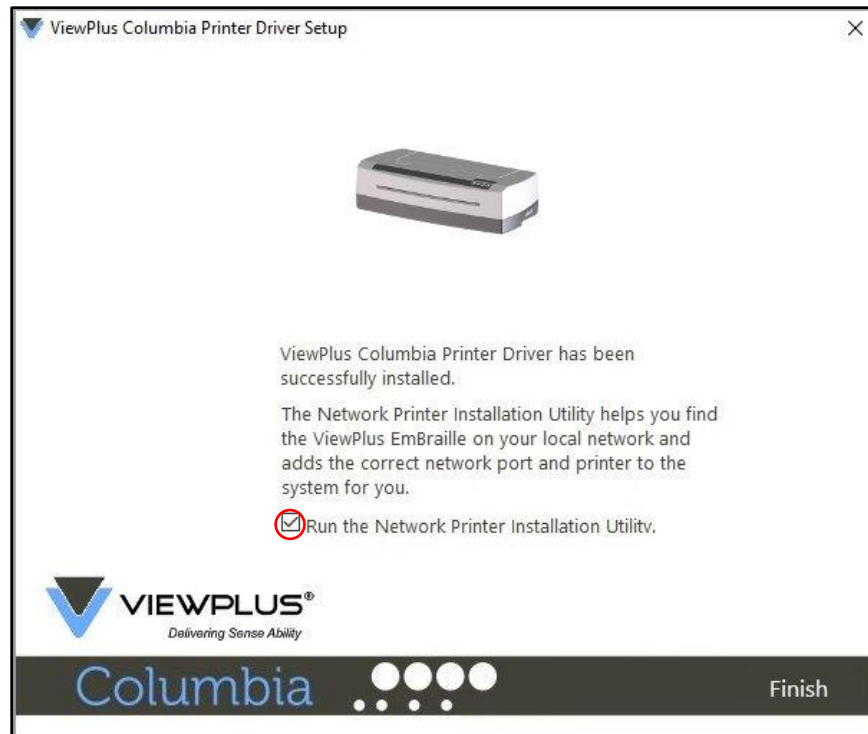 ViewPlus Columbia Printer Driver Setup
ViewPlus Columbia Printer Driver has been
successfully installed.
The Network Printer Installation Utility helps you find
the ViewPlus EmBraille on your local network and
adds the correct network port and printer to the
system for you.
Run the Network Printer Installation Utility.
VIEWPLUS®
Delivering Sense Ability
Columbia
Finish